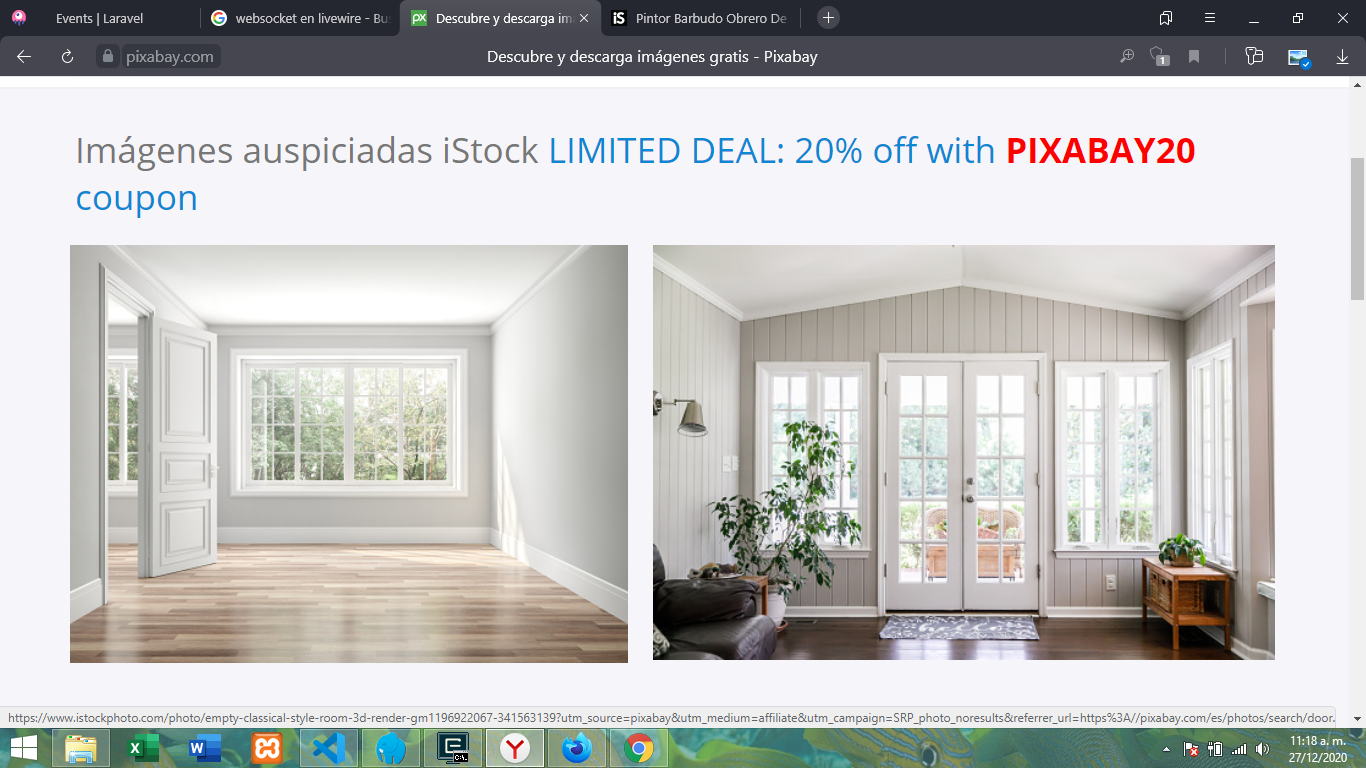 Events | Laravel
websocket en livewire - Bus
Descubre y descarga im
Pintor Barbudo Obrero De
pixabay.com
Descubre y descarga imágenes gratis - Pixabay
1
Imágenes auspiciadas iStock LIMITED DEAL: 20% off with PIXABAY20
coupon
https://www.istockphoto.com/photo/empty-classical-style-room-3d-render-gm1196922067-341563139?utm_source=pixabay&utm_medium=affiliate&utm_campaign=SRP_photo_noresults&referrer_url=https%3A//pixabay.com/es/photos/search/door.
11:18 a. m.
27/12/2020